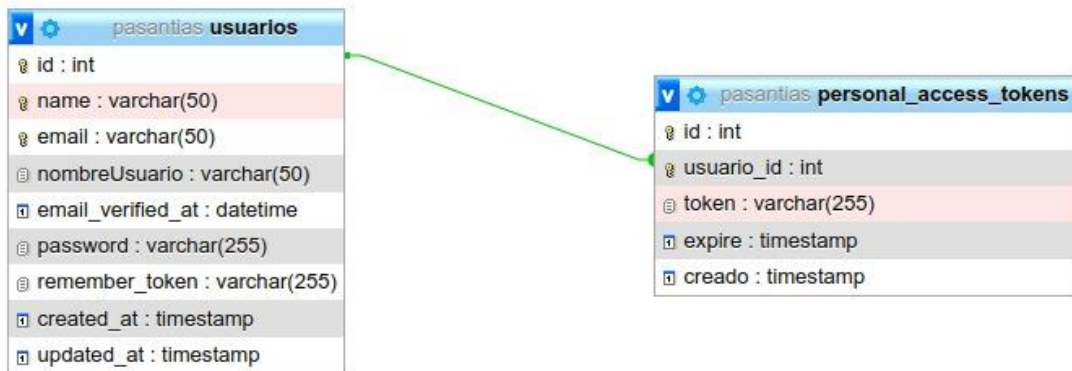 pasantias usuarios
id : int
name : varchar(50)
email : varchar(50)
nombreUsuario : varchar(50)
email_verified_at : datetime
password : varchar(255)
remember_token : varchar(255)
created_at : timestamp
updated_at : timestamp
pasantias personal_access_tokens
id : int
usuario_id : int
token : varchar(255)
expire : timestamp
creado : timestamp